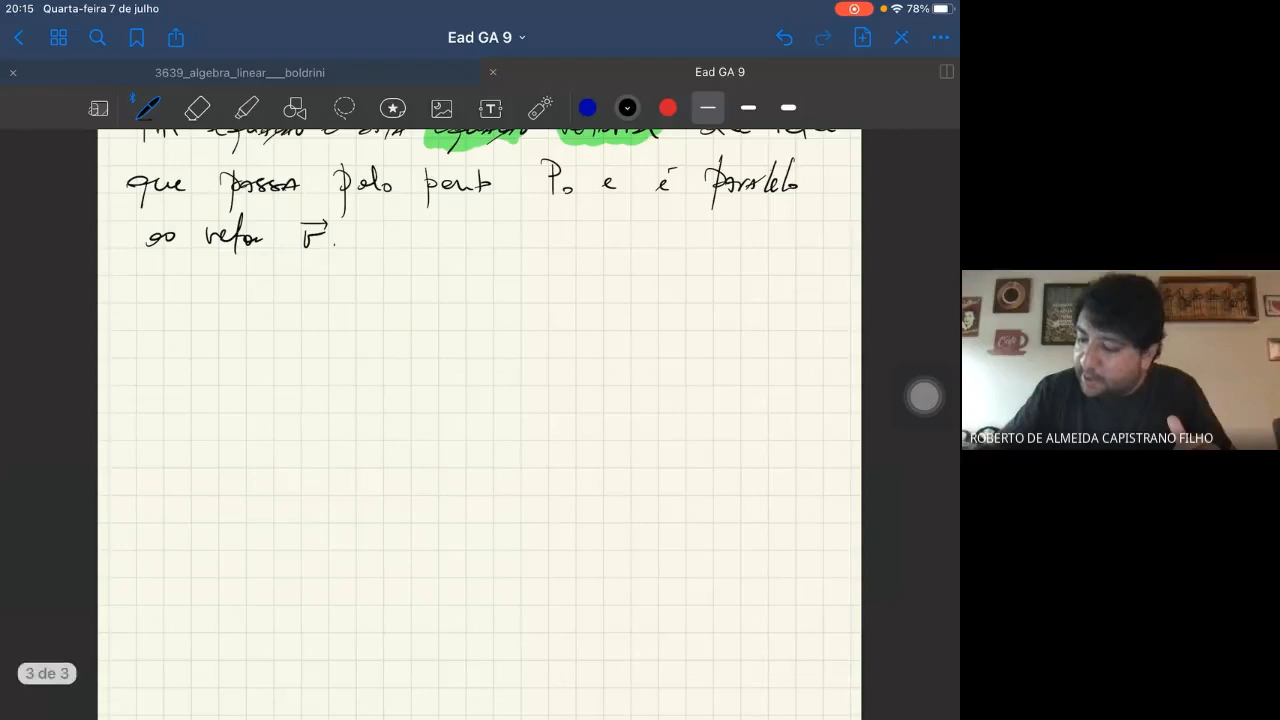 20:15 Quarta-feira 7 de julho
78%
Ead GA 9
3639_algebra_linear___boldrini
Ead GA 9
T
que passa pelo ponto P₀ e é paralelo
ao vetor v⃗.
ROBERTO DE ALMEIDA CAPISTRANO FILHO
3 de 3